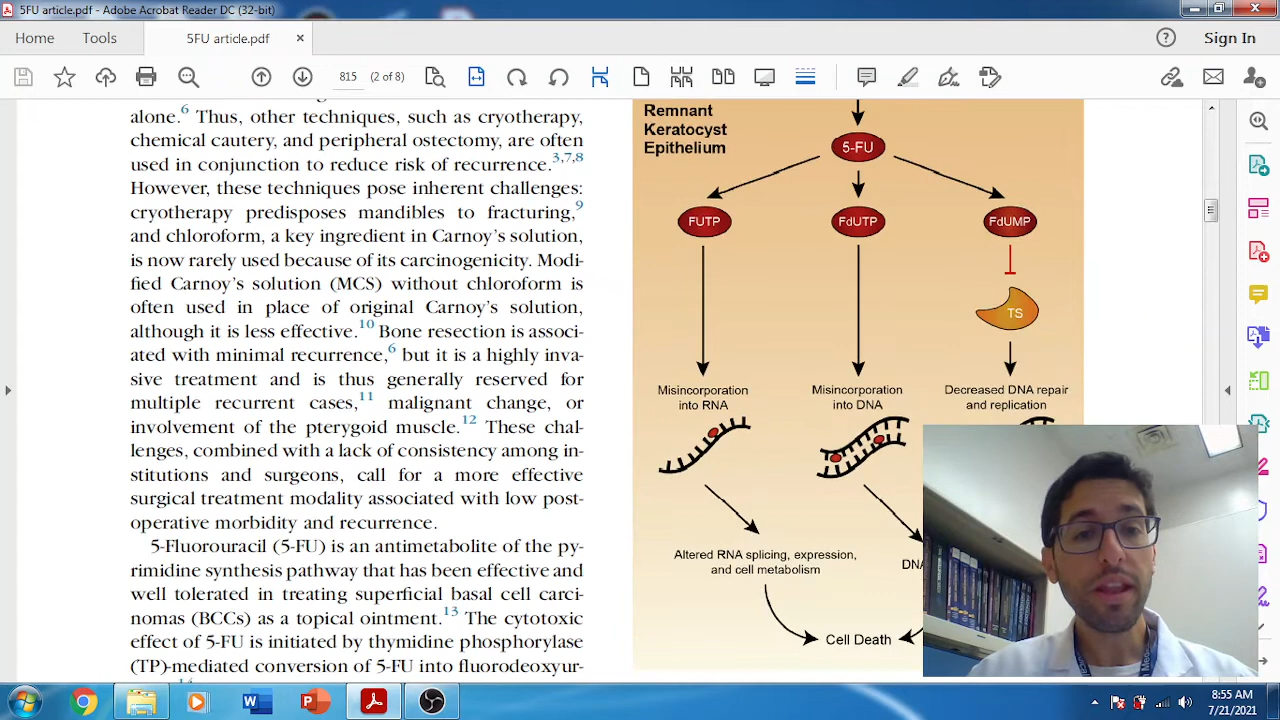 5FU article.pdf - Adobe Acrobat Reader DC (32-bit)
Home
Tools
5FU article.pdf
×
Sign In
815
(2 of 8)
alone.6 Thus, other techniques, such as cryotherapy,
chemical cautery, and peripheral ostectomy, are often
used in conjunction to reduce risk of recurrence.3,7,8
However, these techniques pose inherent challenges:
cryotherapy predisposes mandibles to fracturing,9
and chloroform, a key ingredient in Carnoy's solution,
is now rarely used because of its carcinogenicity. Modi-
fied Carnoy's solution (MCS) without chloroform is
often used in place of original Carnoy's solution,
although it is less effective.10 Bone resection is associ-
ated with minimal recurrence,6 but it is a highly inva-
sive treatment and is thus generally reserved for
multiple recurrent cases,11 malignant change, or
involvement of the pterygoid muscle.12 These chal-
lenges, combined with a lack of consistency among in-
stitutions and surgeons, call for a more effective
surgical treatment modality associated with low post-
operative morbidity and recurrence.
5-Fluorouracil (5-FU) is an antimetabolite of the py-
rimidine synthesis pathway that has been effective and
well tolerated in treating superficial basal cell carci-
nomas (BCCs) as a topical ointment.13 The cytotoxic
effect of 5-FU is initiated by thymidine phosphorylase
(TP)-mediated conversion of 5-FU into fluorodeoxyur-
Remnant
Keratocyst
Epithelium
5-FU
FUTP
FdUTP
FdUMP
TS
Misincorporation
into RNA
Misincorporation
into DNA
Decreased DNA repair
and replication
Altered RNA splicing, expression,
and cell metabolism
DNA
Cell Death
8:55 AM
7/21/2021